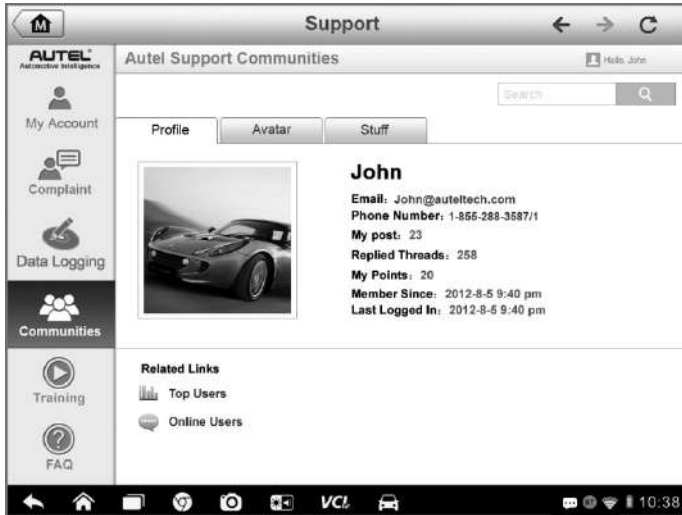 M
Support
AUTEL
Automotive Intelligence
Autel Support Communities
Hello, John
Search
My Account
Complaint
Data Logging
Communities
Training
FAQ
Profile
Avatar
Stuff
John
Email: John@auteltech.com
Phone Number: 1-855-288-3587/1
My post: 23
Replied Threads: 258
My Points: 20
Member Since: 2012-8-5 9:40 pm
Last Logged In: 2012-8-5 9:40 pm
Related Links
Top Users
Online Users
VCI
10:38